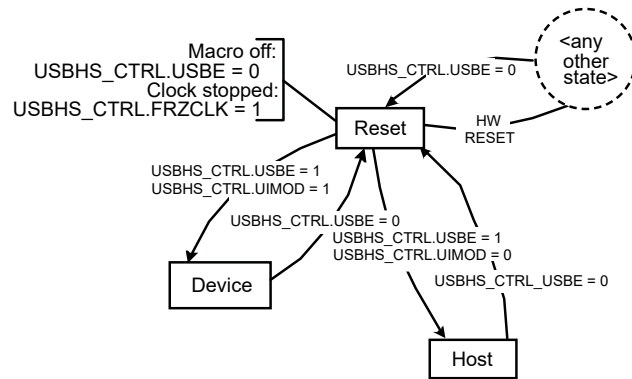 Macro off:
USBHS_CTRL.USBE = 0
Clock stopped:
USBHS_CTRL.FRZCLK = 1
USBHS_CTRL.USBE = 0
<any
other
state>
Reset
HW
RESET
USBHS_CTRL.USBE = 1
USBHS_CTRL.UIMOD = 1
USBHS_CTRL.USBE = 0
USBHS_CTRL.USBE = 1
USBHS_CTRL.UIMOD = 0
USBHS_CTRL_USBE = 0
Device
Host